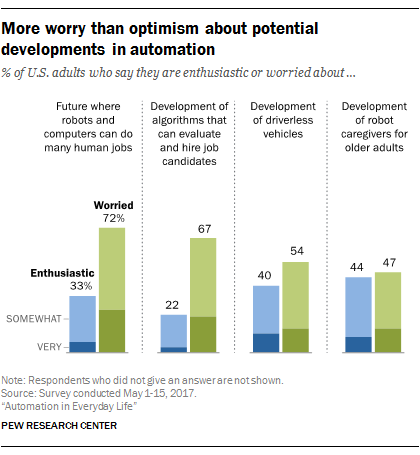 More worry than optimism about potential
developments in automation
% of U.S. adults who say they are enthusiastic or worried about ...
Future where
robots and
computers can do
many human jobs
Development of
algorithms that
can evaluate
and hire job
candidates
Development
of driverless
vehicles
Development
of robot
caregivers for
older adults
Worried
72%
Enthusiastic
33%
67
22
54
40
44
47
SOMEWHAT
VERY
Note: Respondents who did not give an answer are not shown.
Source: Survey conducted May 1-15, 2017.
“Automation in Everyday Life”
PEW RESEARCH CENTER